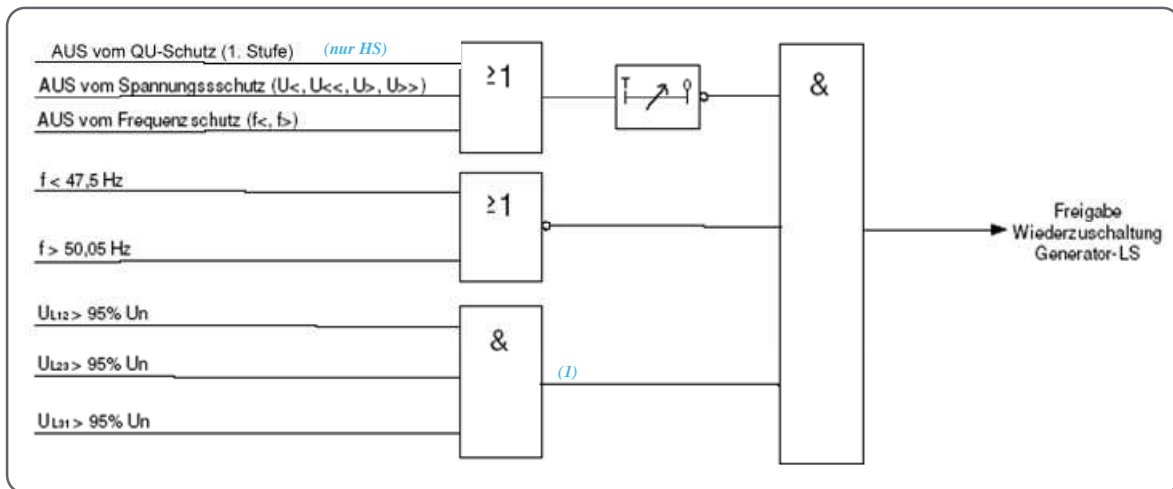 AUS vom QU-Schutz (1. Stufe) (nur HS)
AUS vom Spannungssschutz (U<, U<<, U>, U>>)
AUS vom Frequenzschutz (f<, f>)
≥1
T 0
&
f < 47,5 Hz
f > 50,05 Hz
≥1
Freigabe
Wiederzuschaltung
Generator-LS
UL12 > 95% Un
UL23 > 95% Un
UL31 > 95% Un
&
(1)